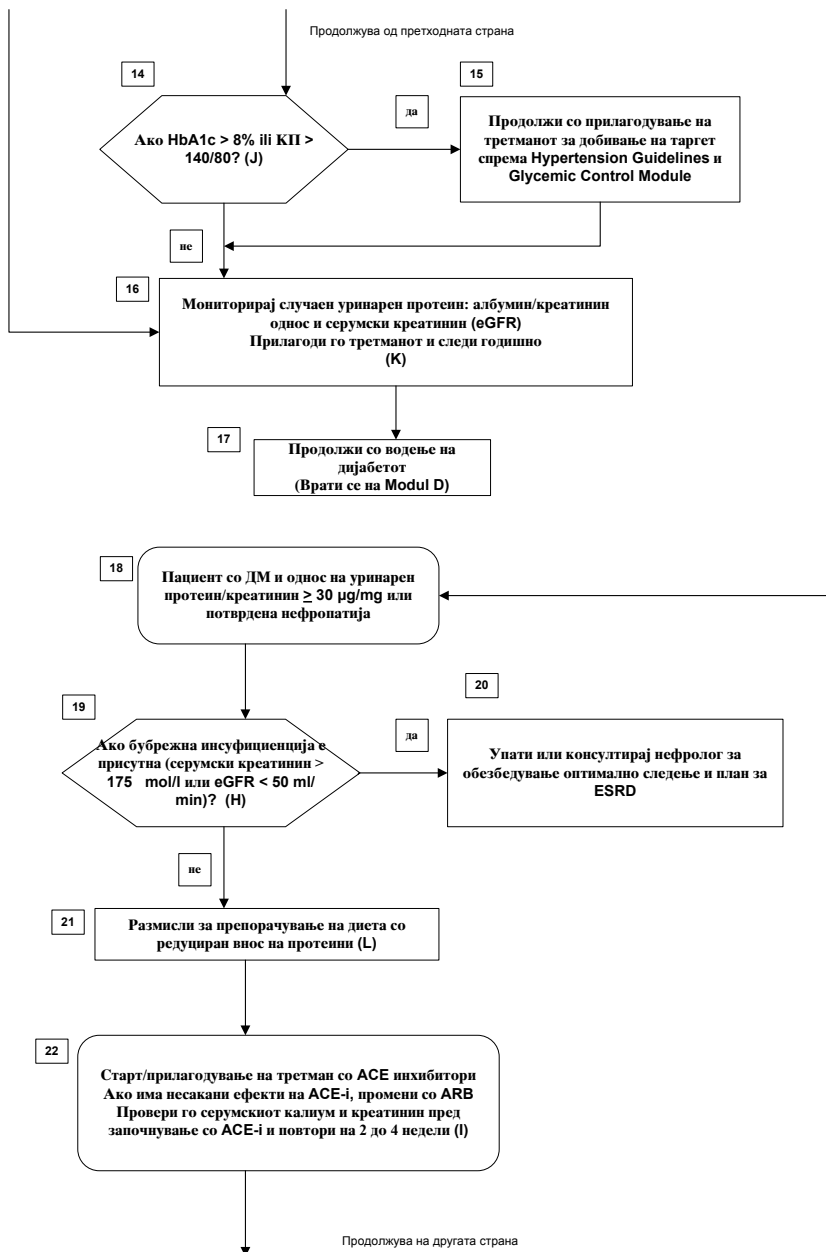 Продолжува од претходната страна
14
Ако HbA1c > 8% ili КП >
140/80? (J)
да
15
Продолжи со прилагодување на
третманот за добивање на таргет
спрема Hypertension Guidelines и
Glycemic Control Module
не
16
Мониторирај случаен уринарен протеин: албумин/креатинин
однос и серумски креатинин (eGFR)
Прилагоди го третманот и следи годишно
(K)
17
Продолжи со водење на
дијабетот
(Врати се на Modul D)
18
Пациент со ДМ и однос на уринарен
протеин/креатинин ≥ 30 µg/mg или
потврдена нефропатија
19
Ако бубрежна инсуфициенција е
присутна (серумски креатинин >
175 mol/l или eGFR < 50 ml/
min)? (H)
да
20
Упати или консултирај нефролог за
обезбедување оптимално следење и план за
ESRD
не
21
Размисли за препорачување на диета со
редуциран внос на протеини (L)
22
Старт/прилагодување на третман со ACE инхибитори
Ако има несакани ефекти на ACE-i, промени со ARB
Провери го серумскиот калиум и креатинин пред
започнување со ACE-i и повтори на 2 до 4 недели (I)
Продолжува на другата страна